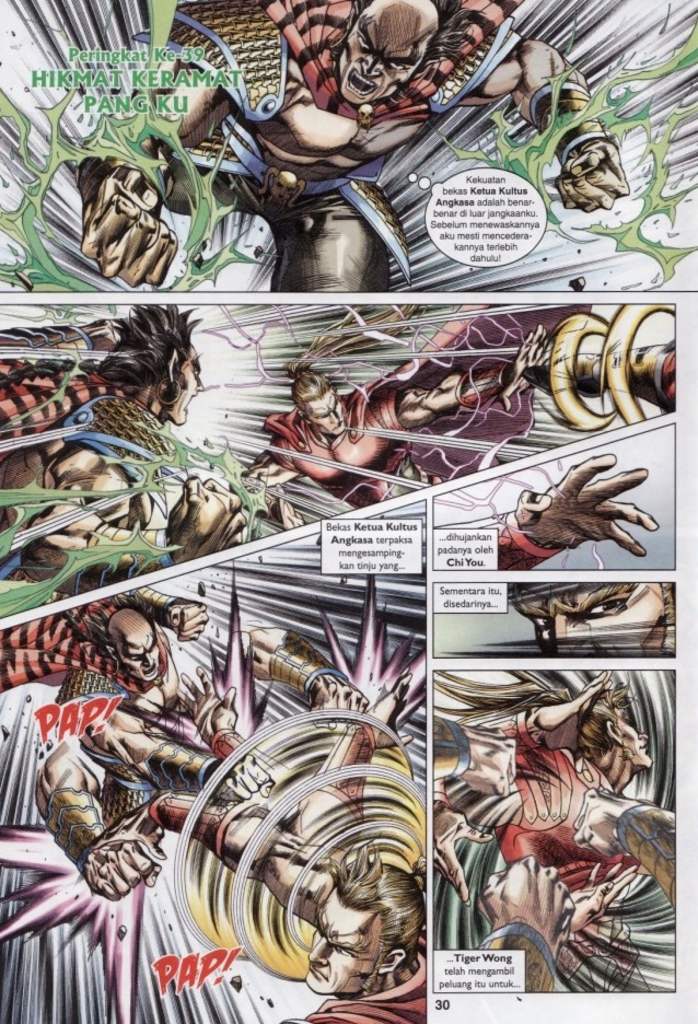 Peringkat Ke-39
HIKMAT KERAMAT
PANG KU
Kekuatan
bekas Ketua Kultus
Angkasa adalah benar-
benar di luar jangkaanku.
Sebelum menewaskannya
aku mesti mencedera-
kannya terlebih
dahulu!
Bekas Ketua Kultus
Angkasa terpaksa
mengesamping-
kan tinju yang...
...dihujankan
padanya oleh
Chi You.
Sementara itu,
disedarinya...
PAP!
PAP!
...Tiger Wong
telah mengambil
peluang itu untuk...
30